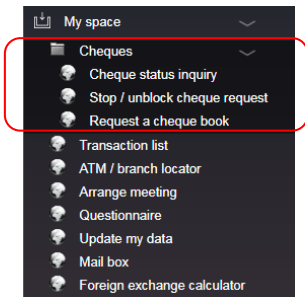 My space
Cheques
Cheque status inquiry
Stop / unblock cheque request
Request a cheque book
Transaction list
ATM / branch locator
Arrange meeting
Questionnaire
Update my data
Mail box
Foreign exchange calculator